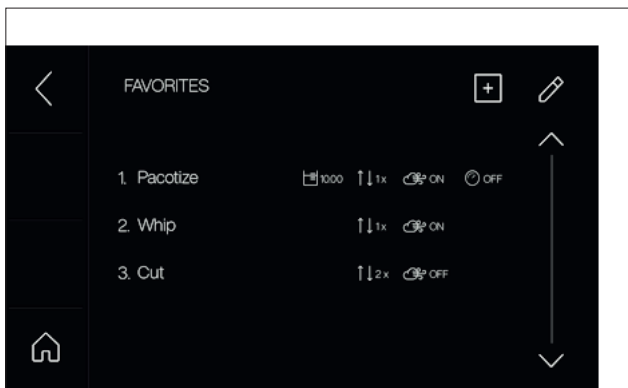 FAVORITES
1. Pacotize 1000 1x ON OFF
2. Whip 1x ON
3. Cut 2x OFF